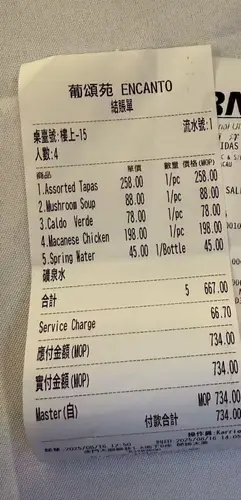 葡頌苑 ENCANTO
結賬單
桌臺號:樓上-15 流水號:1
人數:4
商品 單價 數量 價格(MOP)
1.Assorted Tapas 258.00 1/pc 258.00
2.Mushroom Soup 88.00 1/pc 88.00
3.Caldo Verde 78.00 1/pc 78.00
4.Macanese Chicken 198.00 1/pc 198.00
5.Spring Water 45.00 1/Bottle 45.00
礦泉水
合計 5 667.00
Service Charge 66.70
應付金額(MOP) 734.00
實付金額(MOP) 734.00
Master(自) MOP 734.00
付款合計 734.00
操作員:Karrie